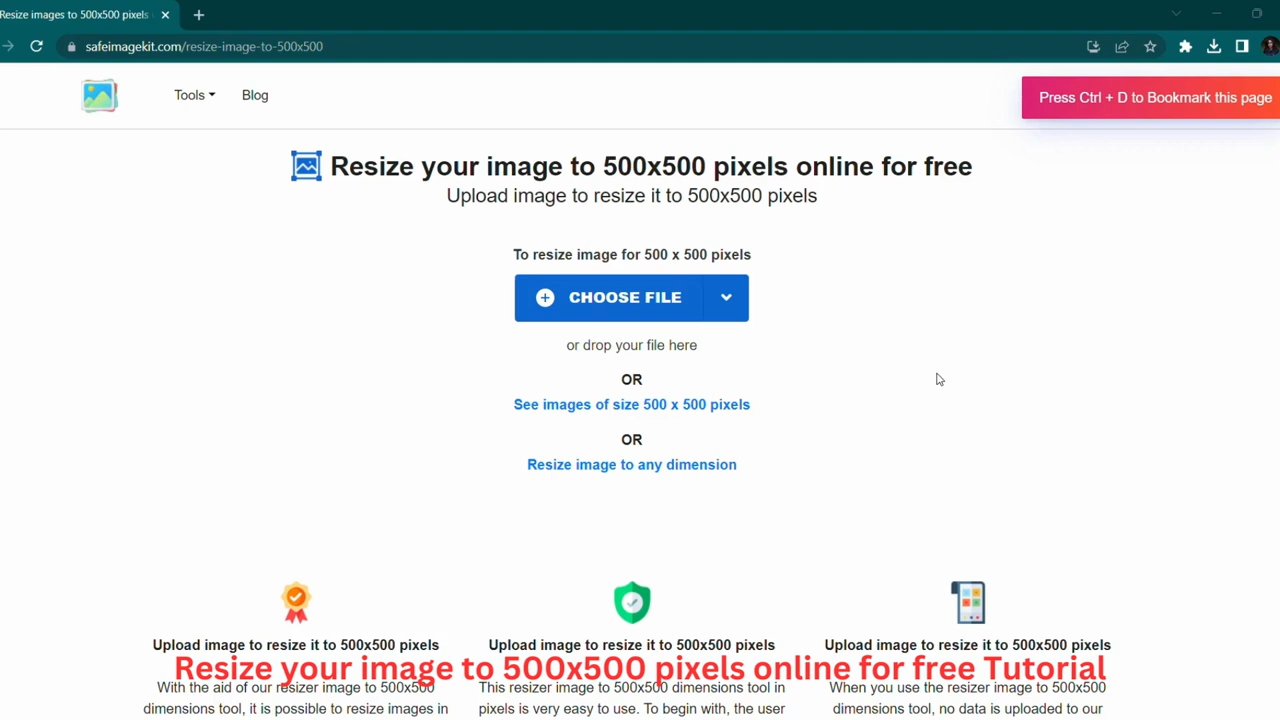 Resize images to 500x500 pixels
safeimagekit.com/resize-image-to-500x500
Tools
Blog
Press Ctrl + D to Bookmark this page
Resize your image to 500x500 pixels online for free
Upload image to resize it to 500x500 pixels
To resize image for 500 x 500 pixels
CHOOSE FILE
or drop your file here
OR
See images of size 500 x 500 pixels
OR
Resize image to any dimension
Upload image to resize it to 500x500 pixels
With the aid of our resizer image to 500x500
dimensions tool, it is possible to resize images in
Upload image to resize it to 500x500 pixels
This resizer image to 500x500 dimensions tool in
pixels is very easy to use. To begin with, the user
Upload image to resize it to 500x500 pixels
When you use the resizer image to 500x500
dimensions tool, no data is uploaded to our
Resize your image to 500x500 pixels online for free Tutorial